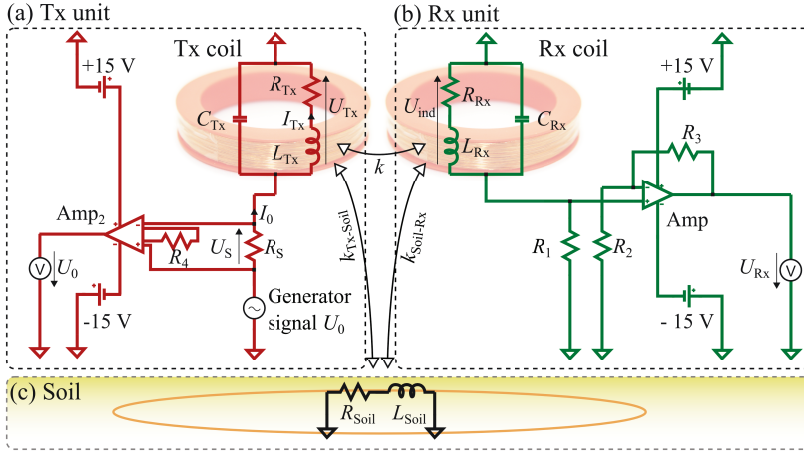 (a) Tx unit
+15 V
Tx coil
R_Tx
C_Tx
I_Tx
U_Tx
L_Tx
Amp_2
I_0
U_S
R_S
R_4
V
U_0
-15 V
Generator
signal U_0
k
k_Tx-Soil
k_Soil-Rx
(b) Rx unit
Rx coil
+15 V
U_ind
R_Rx
C_Rx
L_Rx
R_3
+
-
Amp
R_1
R_2
U_Rx
V
- 15 V
(c) Soil
R_Soil
L_Soil